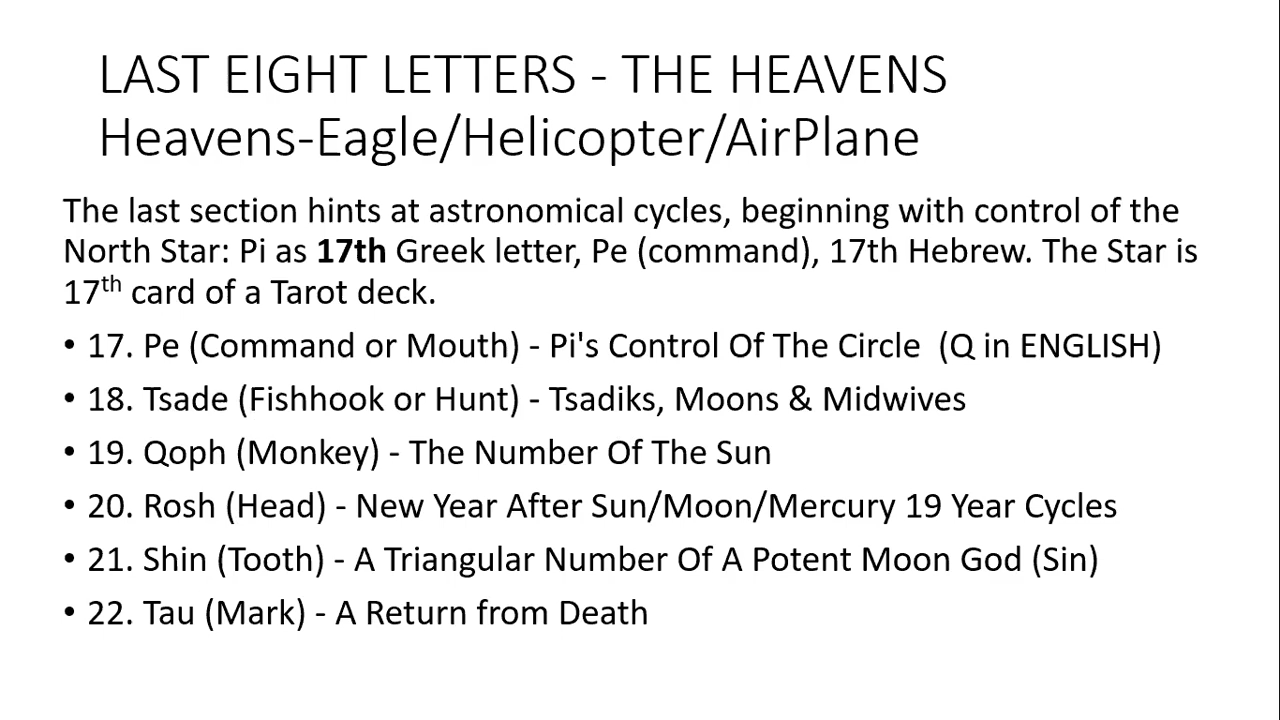 LAST EIGHT LETTERS - THE HEAVENS
Heavens-Eagle/Helicopter/AirPlane
The last section hints at astronomical cycles, beginning with control of the
North Star: Pi as 17th Greek letter, Pe (command), 17th Hebrew. The Star is
17th card of a Tarot deck.
• 17. Pe (Command or Mouth) - Pi's Control Of The Circle  (Q in ENGLISH)
• 18. Tsade (Fishhook or Hunt) - Tsadiks, Moons & Midwives
• 19. Qoph (Monkey) - The Number Of The Sun
• 20. Rosh (Head) - New Year After Sun/Moon/Mercury 19 Year Cycles
• 21. Shin (Tooth) - A Triangular Number Of A Potent Moon God (Sin)
• 22. Tau (Mark) - A Return from Death